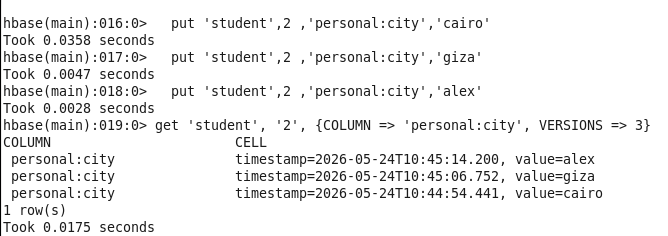 hbase(main):016:0>   put 'student',2 ,'personal:city','cairo'
Took 0.0358 seconds
hbase(main):017:0>   put 'student',2 ,'personal:city','giza'
Took 0.0047 seconds
hbase(main):018:0>   put 'student',2 ,'personal:city','alex'
Took 0.0028 seconds
hbase(main):019:0> get 'student', '2', {COLUMN => 'personal:city', VERSIONS => 3}
COLUMN                      CELL
 personal:city              timestamp=2026-05-24T10:45:14.200, value=alex
 personal:city              timestamp=2026-05-24T10:45:06.752, value=giza
 personal:city              timestamp=2026-05-24T10:44:54.441, value=cairo
1 row(s)
Took 0.0175 seconds